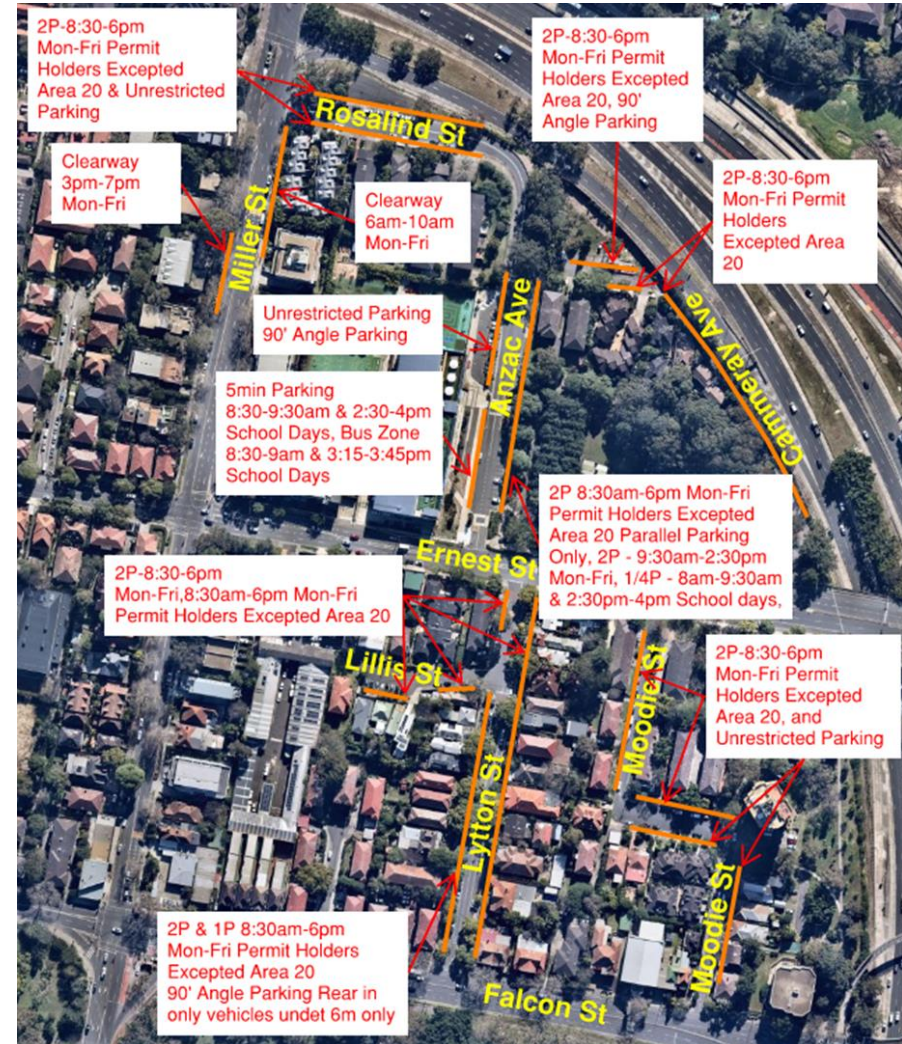 2P-8:30-6pm
Mon-Fri Permit
Holders Excepted
Area 20 & Unrestricted
Parking
2P-8:30-6pm
Mon-Fri Permit
Holders Excepted
Area 20, 90'
Angle Parking
Rosalind St
Clearway
3pm-7pm
Mon-Fri
Clearway
6am-10am
Mon-Fri
2P-8:30-6pm
Mon-Fri Permit
Holders
Excepted Area
20
Miller St
Unrestricted Parking
90' Angle Parking
Anzac Ave
Cammeray Ave
5min Parking
8:30-9:30am & 2:30-4pm
School Days, Bus Zone
8:30-9am & 3:15-3:45pm
School Days
2P 8:30am-6pm Mon-Fri
Permit Holders Excepted
Area 20 Parallel Parking
Only, 2P - 9:30am-2:30pm
Mon-Fri, 1/4P - 8am-9:30am
& 2:30pm-4pm School days,
Ernest St
2P-8:30-6pm
Mon-Fri,8:30am-6pm Mon-Fri
Permit Holders Excepted Area 20
Lillis St
Moodie St
2P-8:30-6pm
Mon-Fri Permit
Holders Excepted
Area 20, and
Unrestricted Parking
Lytton St
Moodie St
2P & 1P 8:30am-6pm
Mon-Fri Permit Holders
Excepted Area 20
90' Angle Parking Rear in
only vehicles undet 6m only
Falcon St